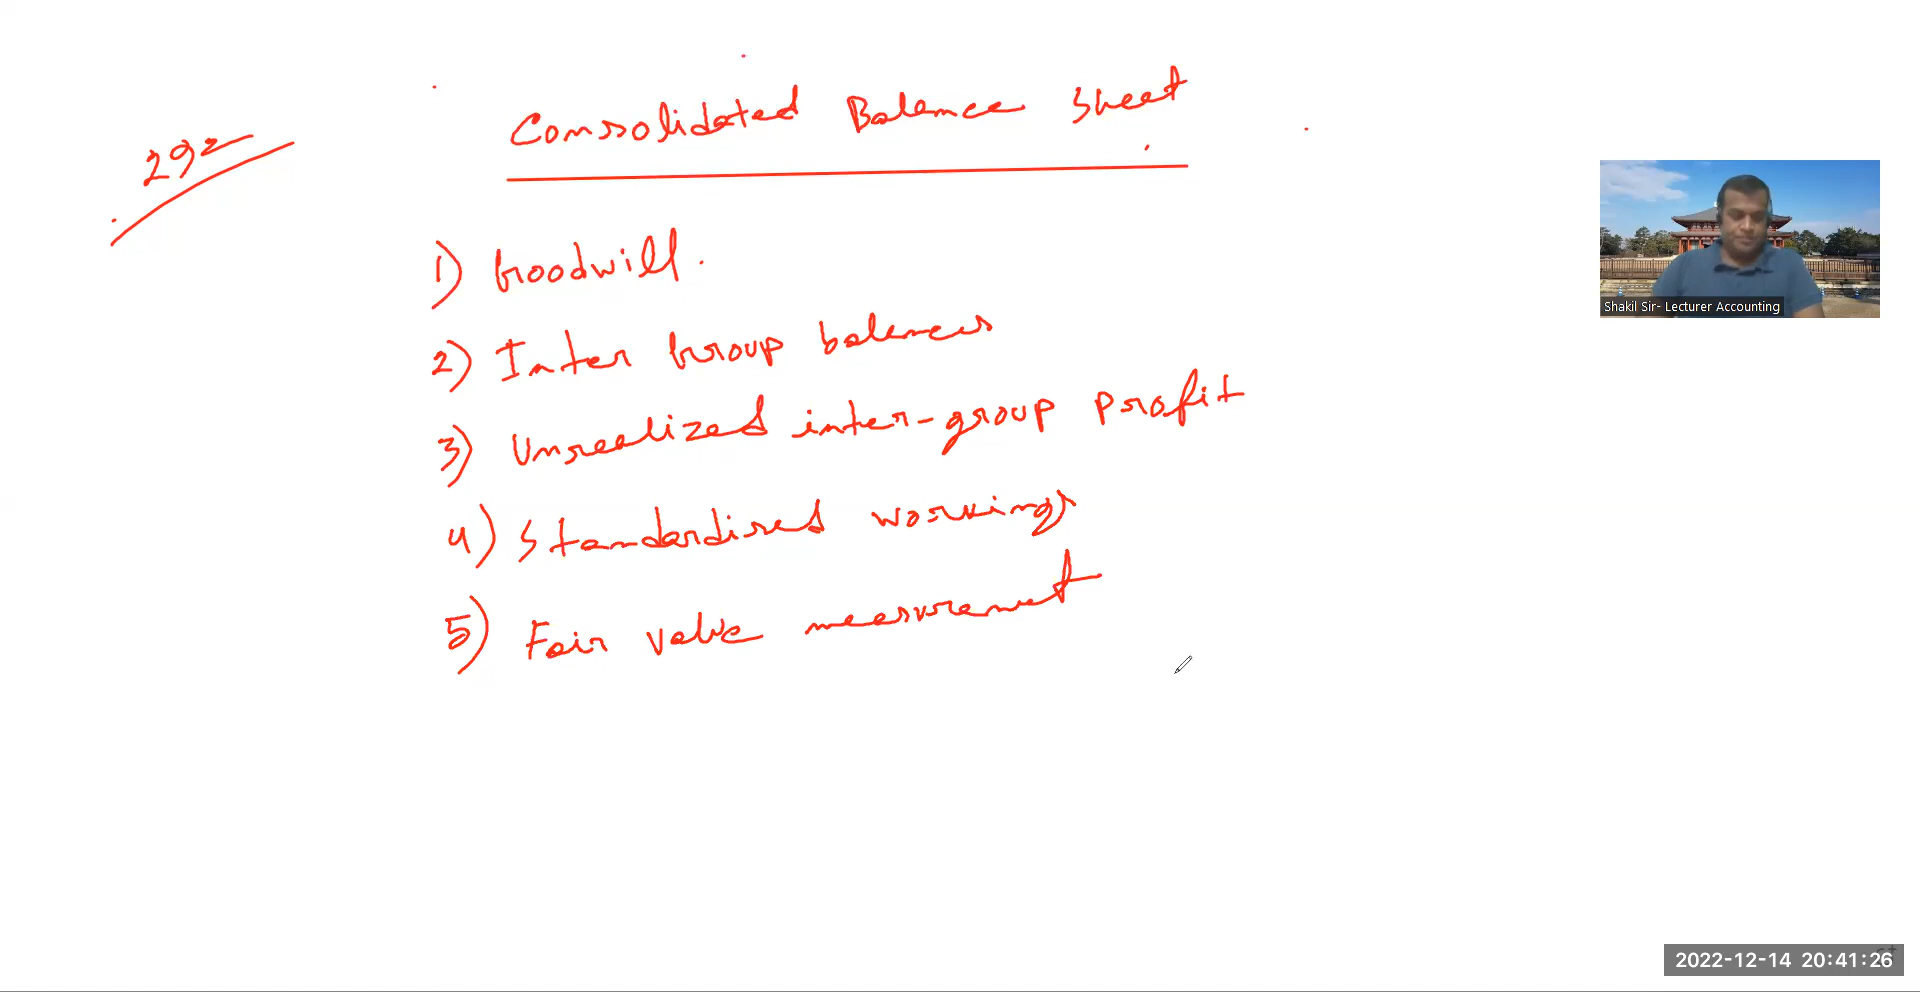 292
Consolidated Balance Sheet
1) Goodwill.
2) Inter Group balances
3) Unrealized inter-group profit
4) Standardised workings
5) Fair value measurement
Shakil Sir- Lecturer Accounting
2022-12-14 20:41:26